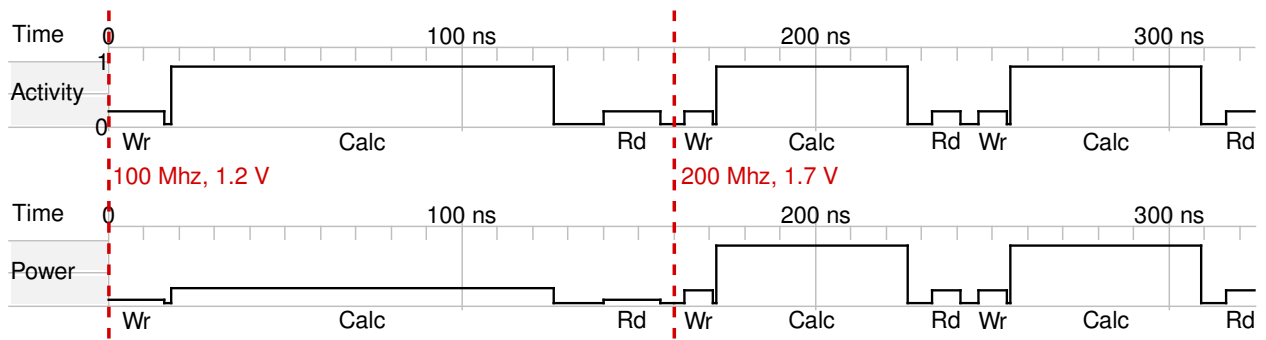 Time 0 100 ns 200 ns 300 ns
1
Activity
0
Wr Calc Rd Wr Calc Rd Wr Calc Rd
100 Mhz, 1.2 V 200 Mhz, 1.7 V
Time 0 100 ns 200 ns 300 ns
Power
Wr Calc Rd Wr Calc Rd Wr Calc Rd